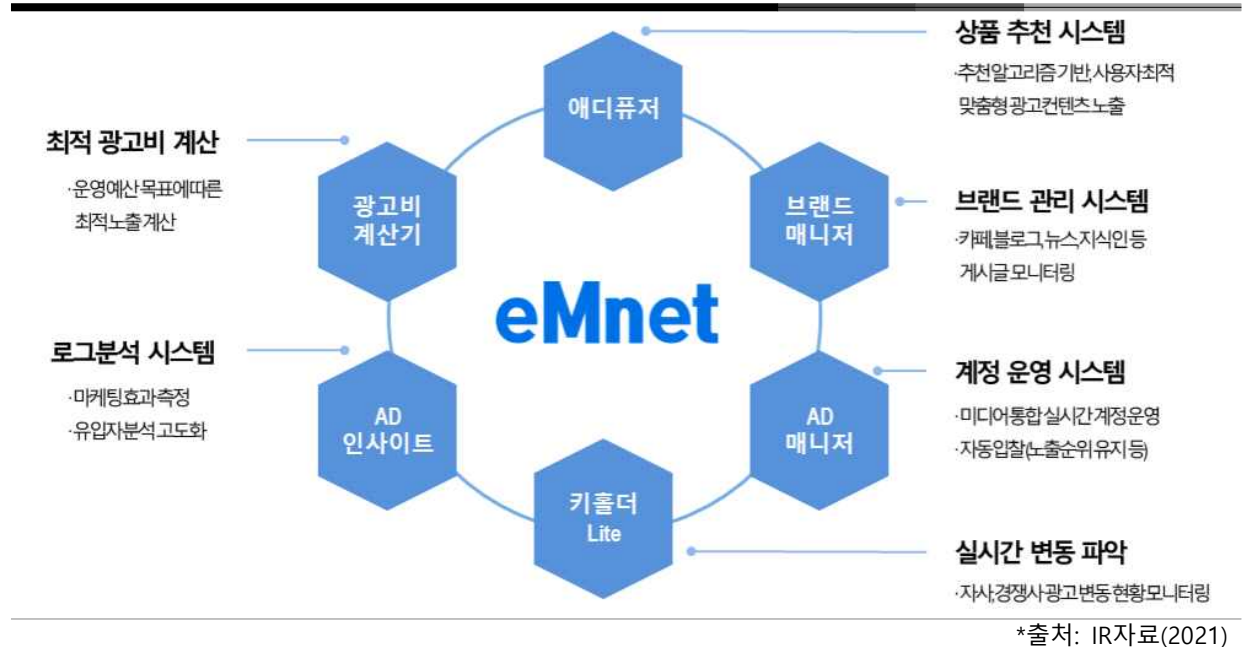 상품 추천 시스템
·추천알고리즘 기반, 사용자최적
맞춤형 광고컨텐츠 노출
애디퓨저
최적 광고비 계산
·운영예산 목표에 따른
최적 노출 계산
광고비
계산기
브랜드
매니저
브랜드 관리 시스템
·카페, 블로그, 뉴스, 지식인 등
게시글 모니터링
eMnet
로그분석 시스템
·마케팅효과 측정
·유입자분석 고도화
AD
인사이트
AD
매니저
계정 운영 시스템
·미디어통합 실시간 계정 운영
·자동입찰(노출순위 유지 등)
키홀더
Lite
실시간 변동 파악
·자사,경쟁사 광고 변동 현황 모니터링
*출처: IR자료(2021)